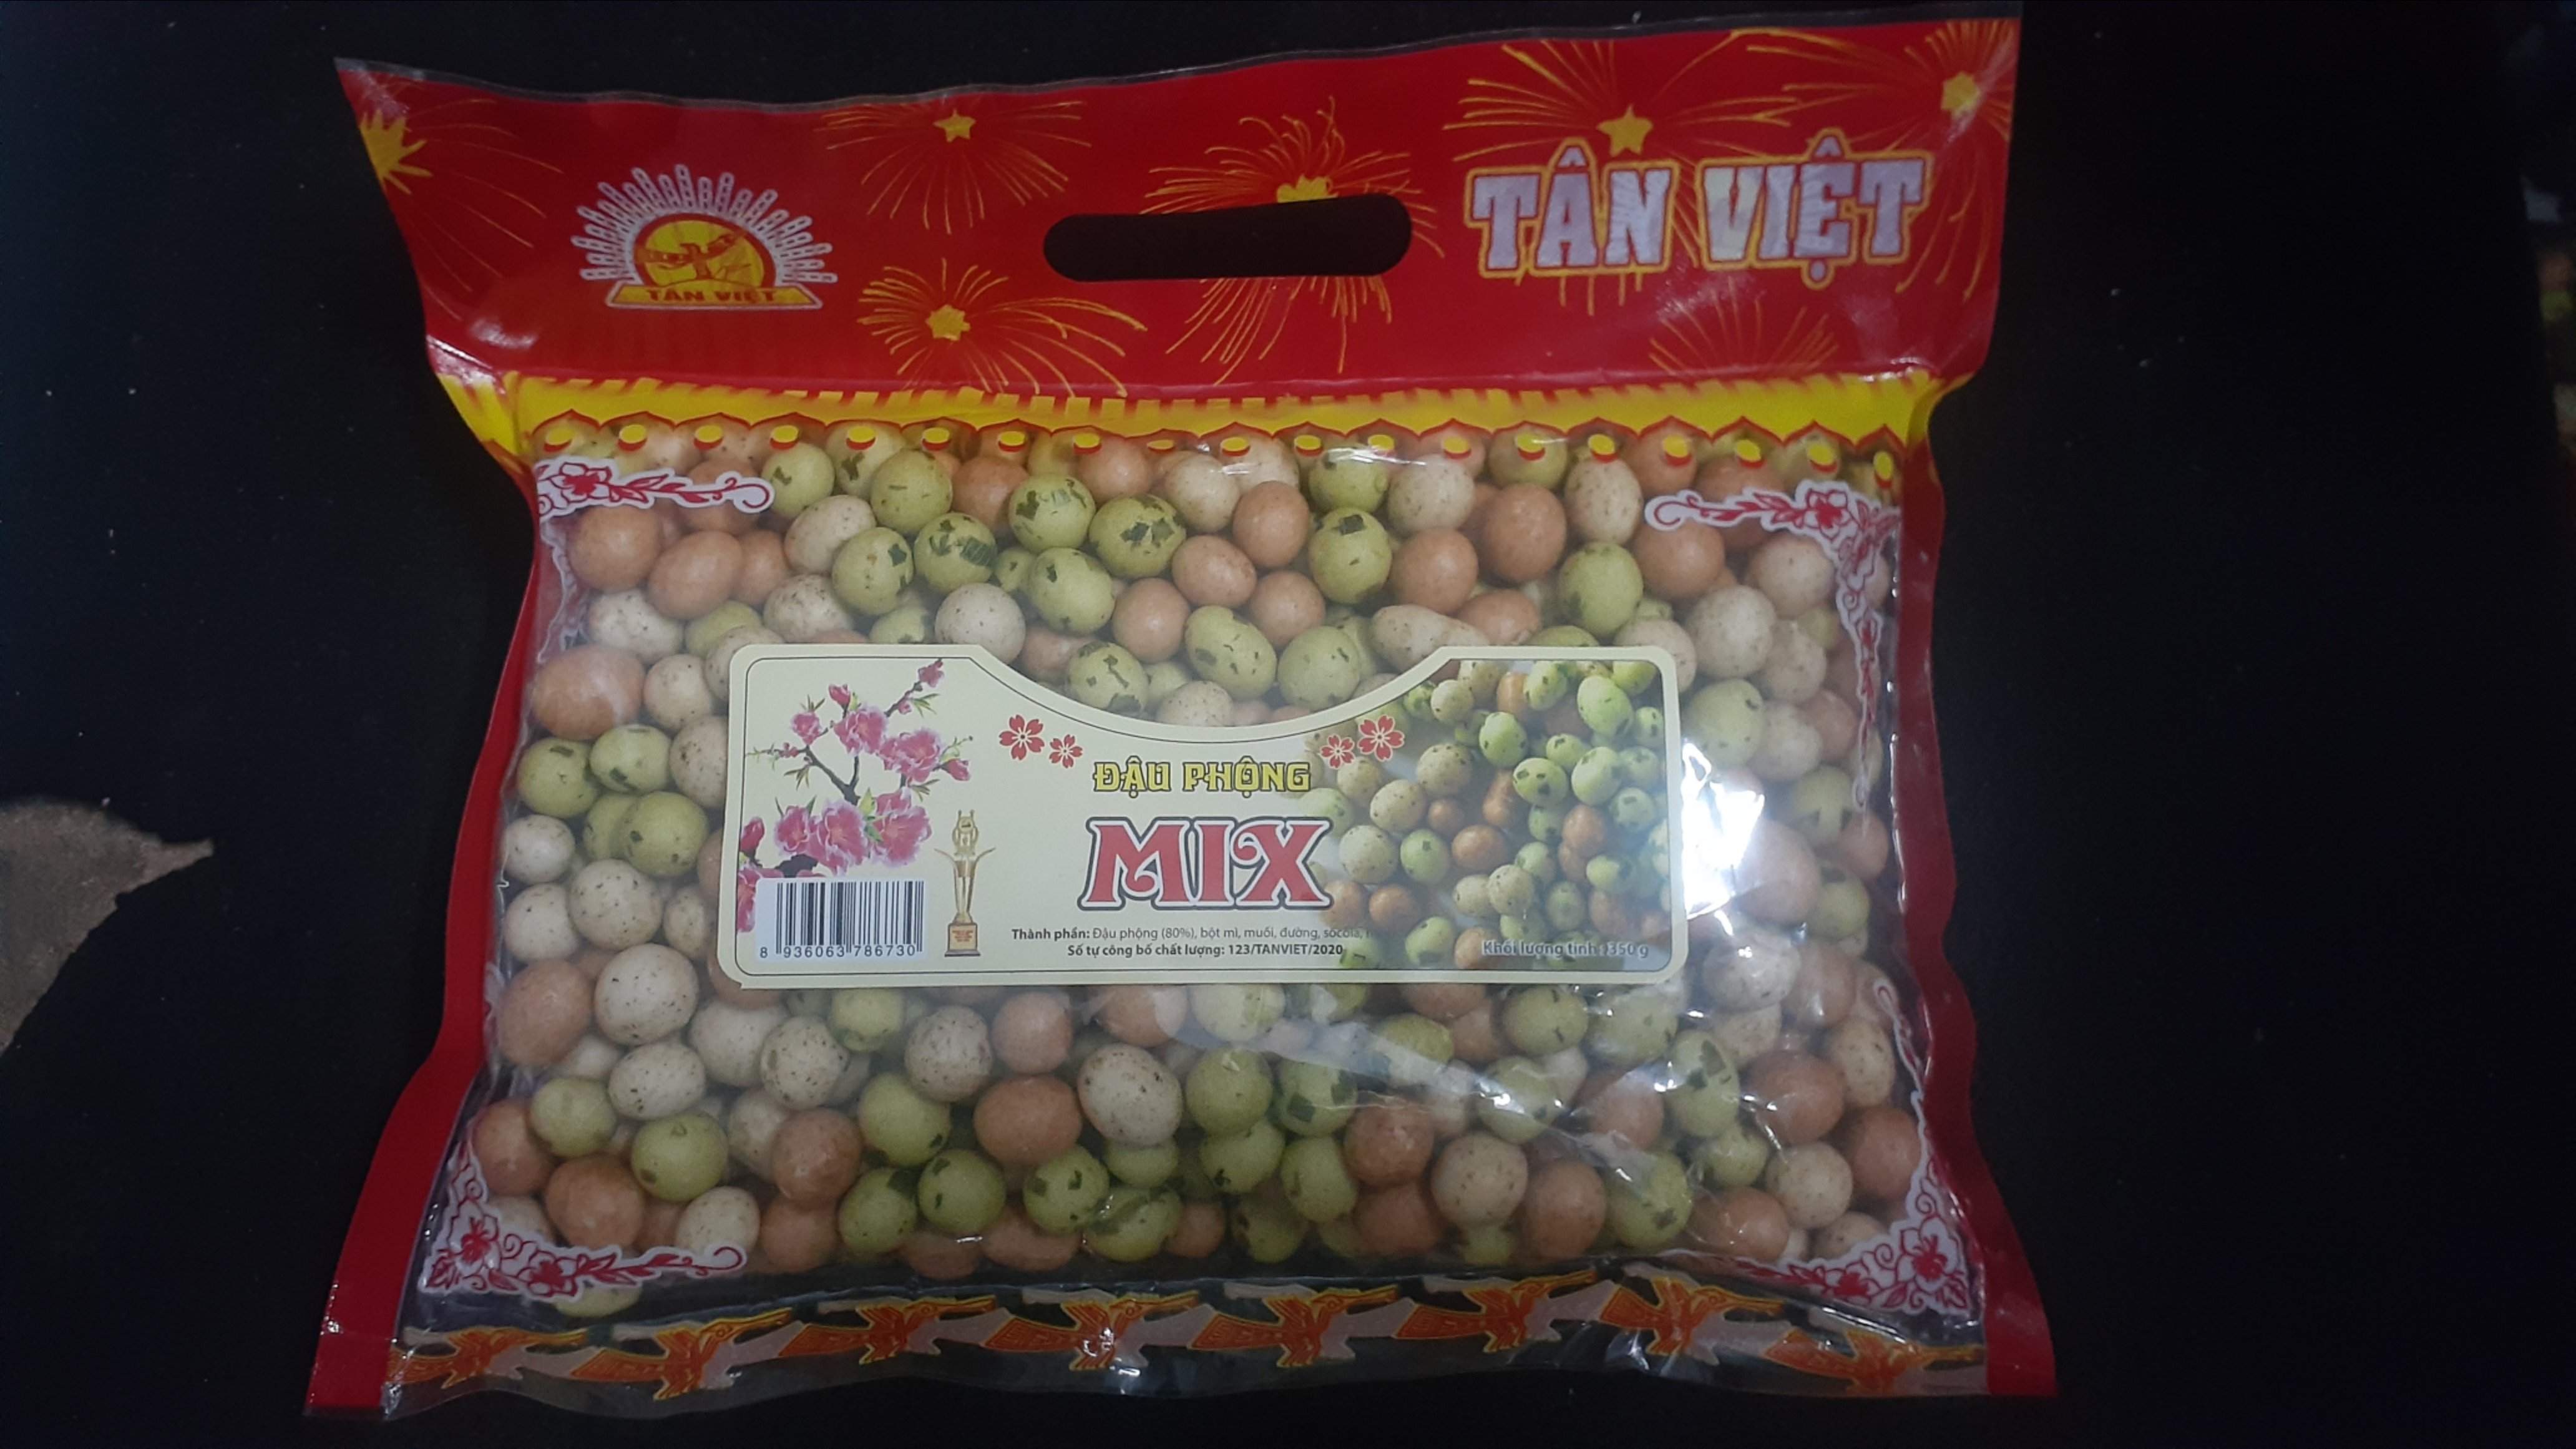 TÂN VIỆT
TÂN VIỆT
ĐẬU PHỘNG
MIX
Thành phần: Đậu phộng (80%), bột mì, muối, đường, sôcôla,
Số tự công bố chất lượng: 123/TANVIET/2020
Khối lượng tịnh : 350 g
8 936063 786730